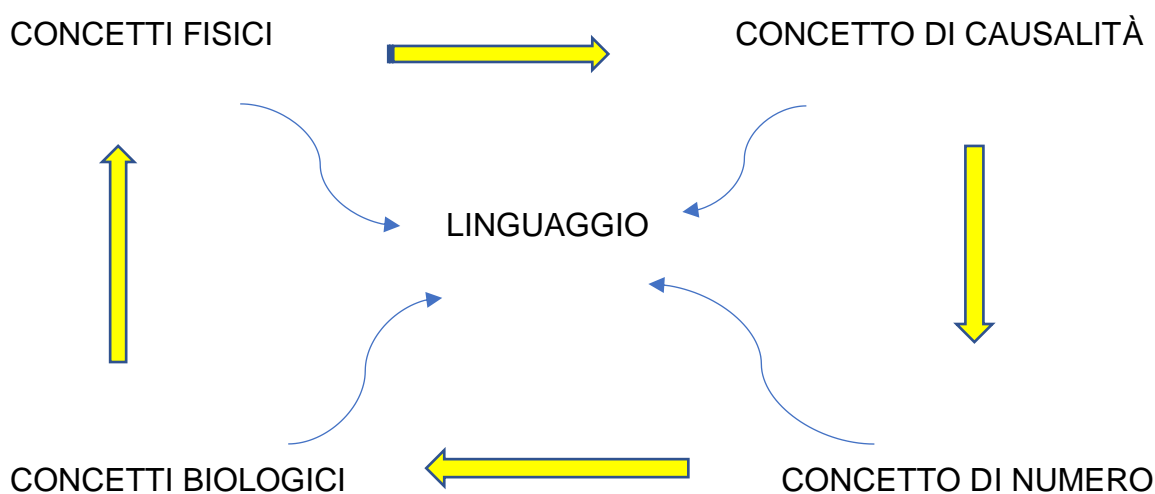 CONCETTI FISICI
CONCETTO DI CAUSALITÀ
LINGUAGGIO
CONCETTI BIOLOGICI
CONCETTO DI NUMERO